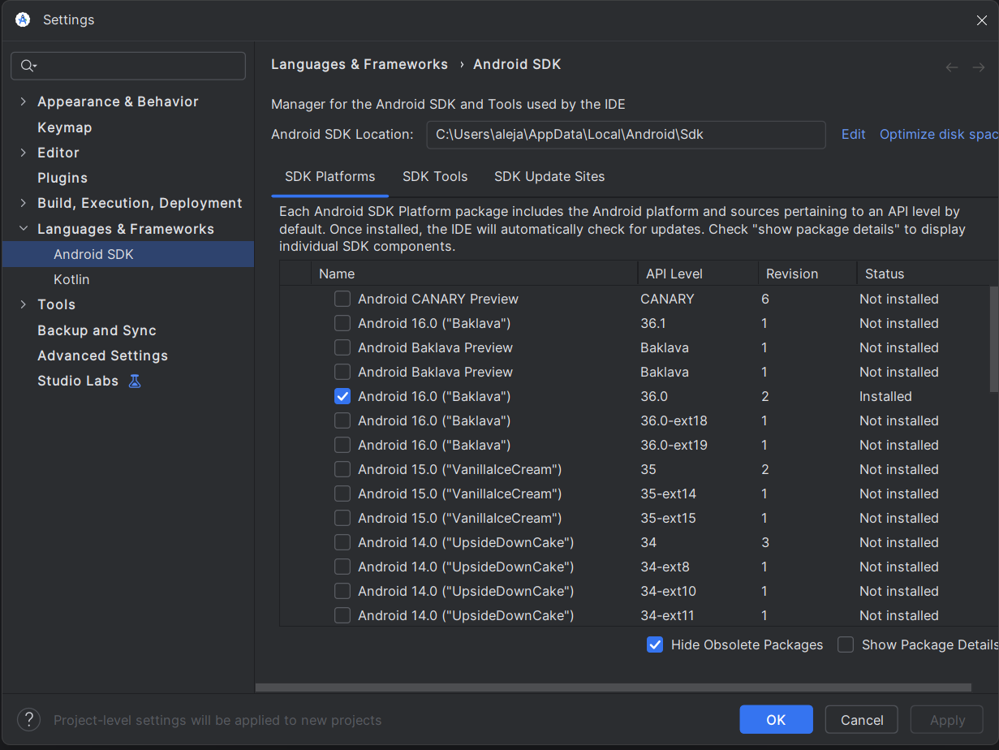 Settings
Languages & Frameworks › Android SDK
Appearance & Behavior
Keymap
Editor
Plugins
Build, Execution, Deployment
Languages & Frameworks
Android SDK
Kotlin
Tools
Backup and Sync
Advanced Settings
Studio Labs
Manager for the Android SDK and Tools used by the IDE
Android SDK Location: C:\Users\aleja\AppData\Local\Android\Sdk Edit Optimize disk spac
SDK Platforms SDK Tools SDK Update Sites
Each Android SDK Platform package includes the Android platform and sources pertaining to an API level by
default. Once installed, the IDE will automatically check for updates. Check "show package details" to display
individual SDK components.
Name API Level Revision Status
Android CANARY Preview CANARY 6 Not installed
Android 16.0 ("Baklava") 36.1 1 Not installed
Android Baklava Preview Baklava 1 Not installed
Android Baklava Preview Baklava 1 Not installed
Android 16.0 ("Baklava") 36.0 2 Installed
Android 16.0 ("Baklava") 36.0-ext18 1 Not installed
Android 16.0 ("Baklava") 36.0-ext19 1 Not installed
Android 15.0 ("VanillaIceCream") 35 2 Not installed
Android 15.0 ("VanillaIceCream") 35-ext14 1 Not installed
Android 15.0 ("VanillaIceCream") 35-ext15 1 Not installed
Android 14.0 ("UpsideDownCake") 34 3 Not installed
Android 14.0 ("UpsideDownCake") 34-ext8 1 Not installed
Android 14.0 ("UpsideDownCake") 34-ext10 1 Not installed
Android 14.0 ("UpsideDownCake") 34-ext11 1 Not installed
Hide Obsolete Packages Show Package Details
? Project-level settings will be applied to new projects
OK Cancel Apply